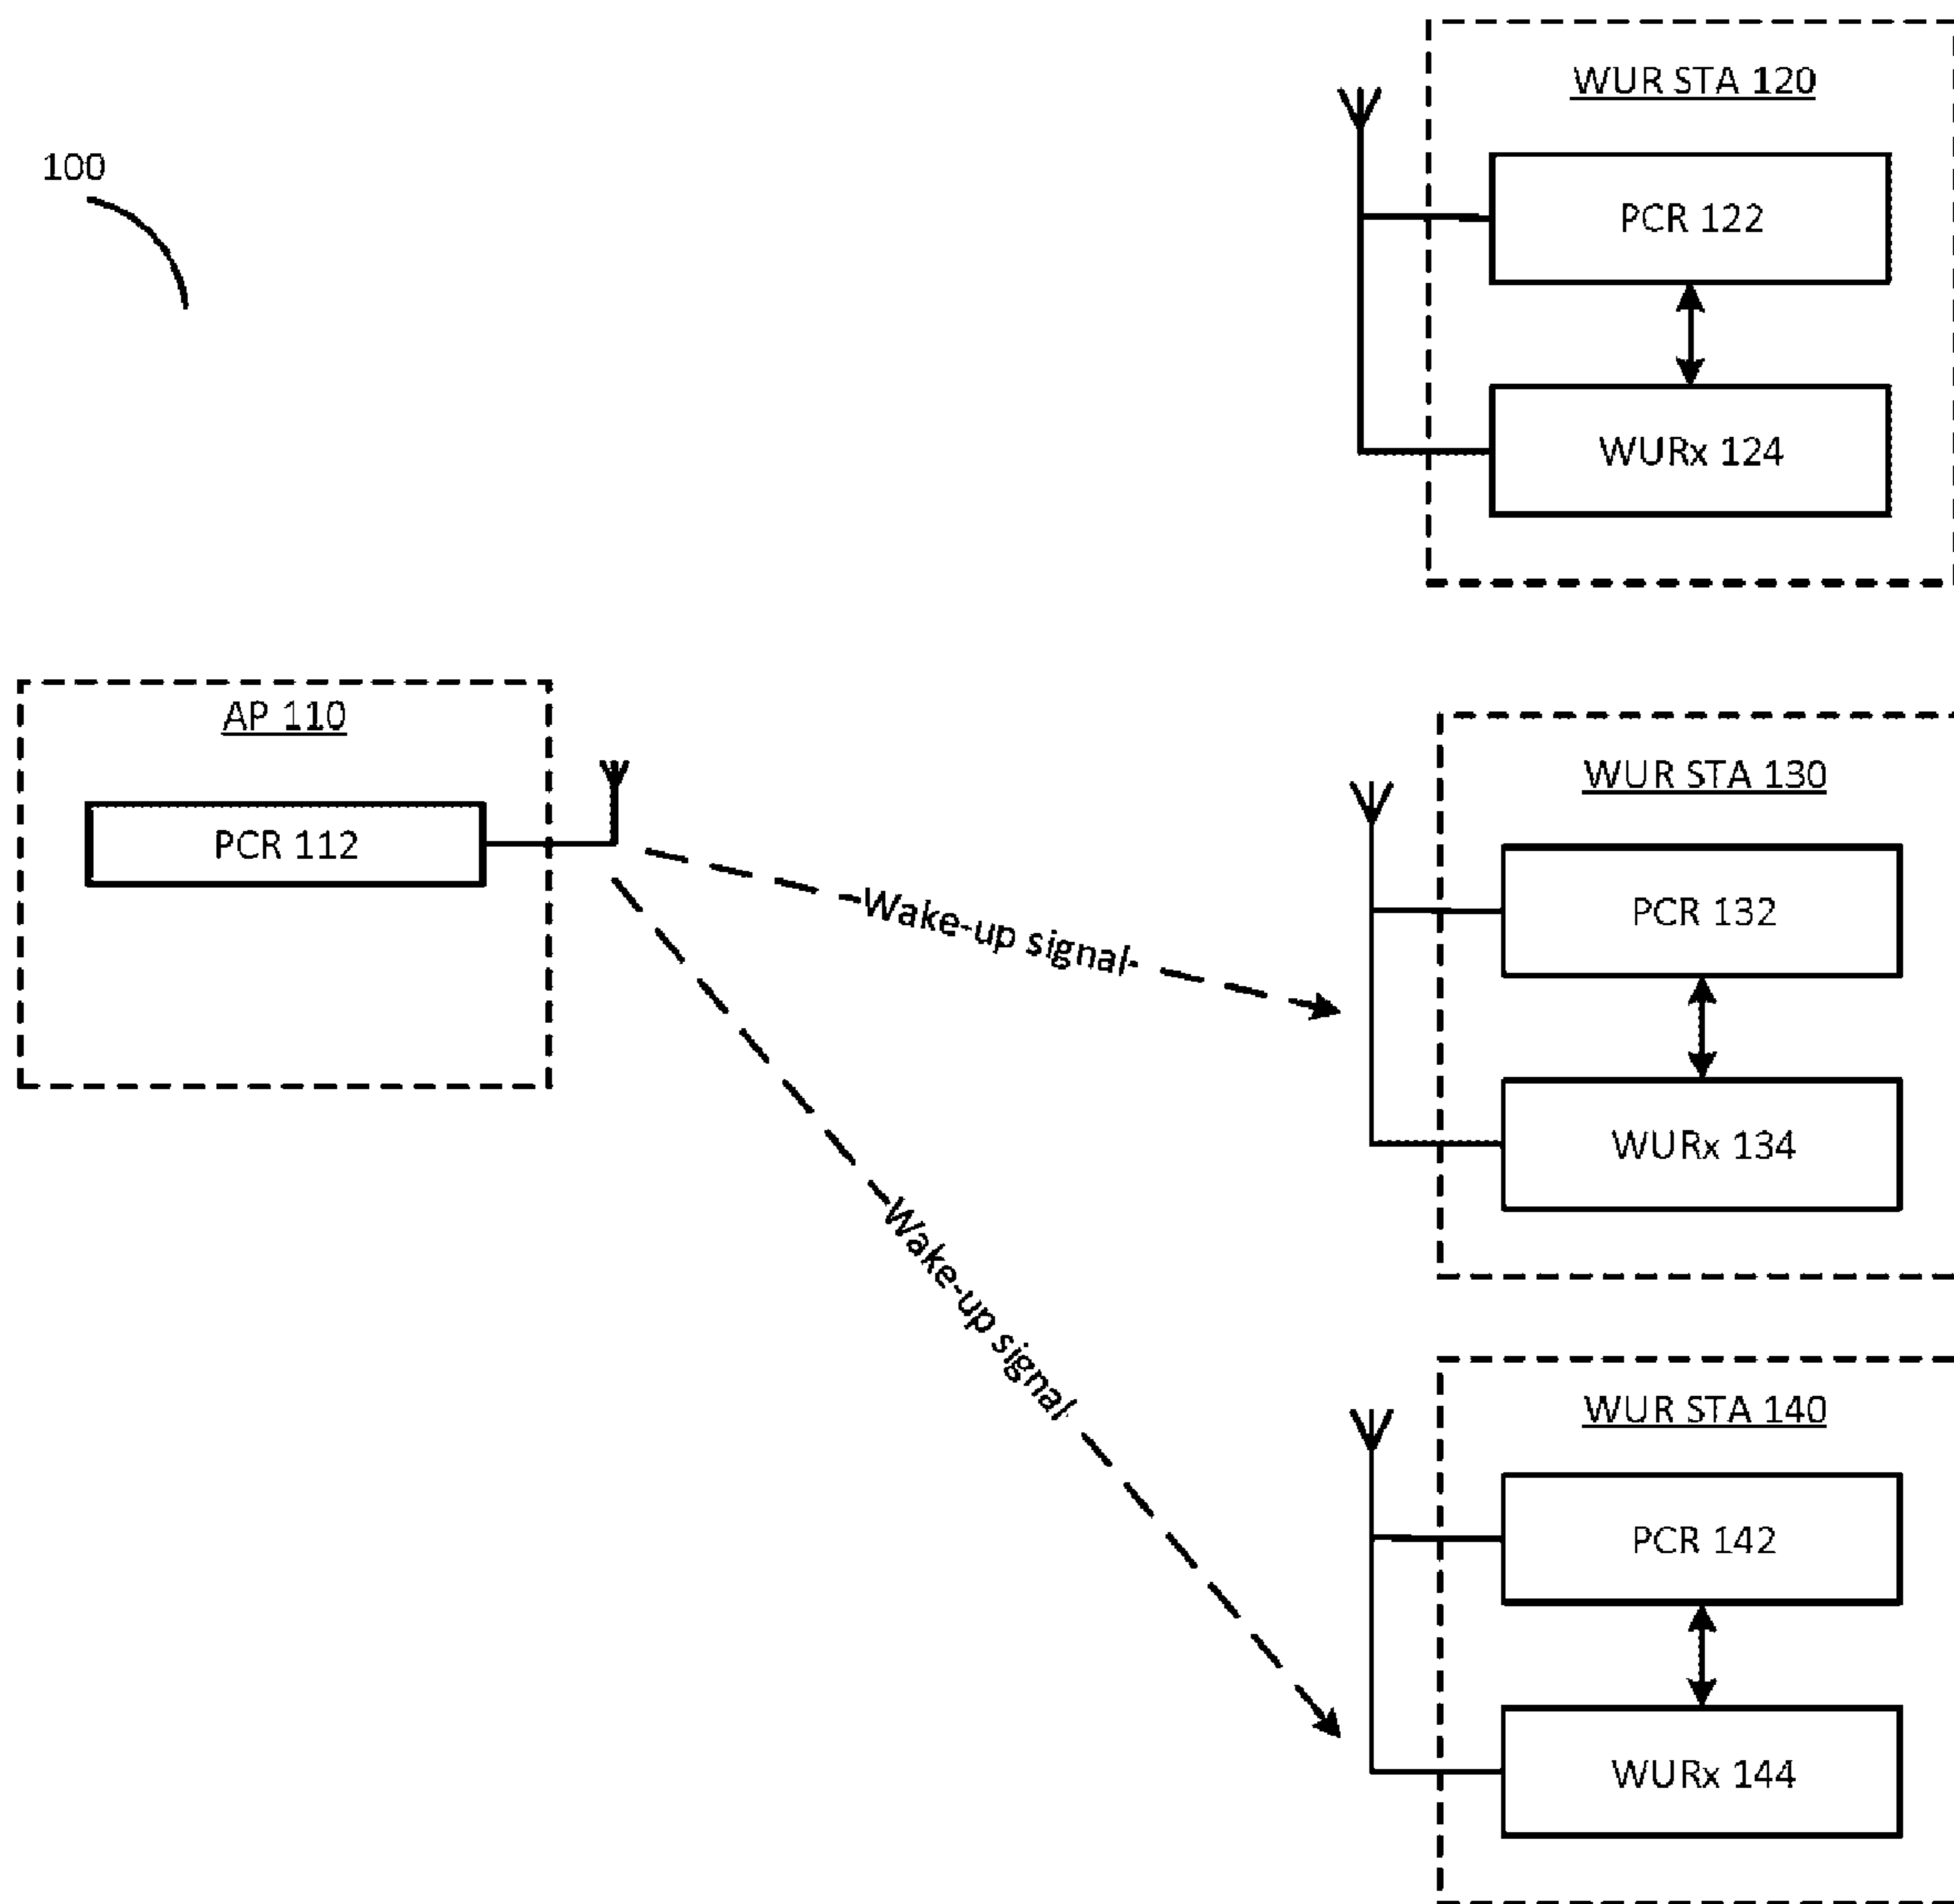 100
WUR STA 120
PCR 122
WURx 124
AP 110
PCR 112
Wake-up signal
Wake-up signal
WUR STA 130
PCR 132
WURx 134
WUR STA 140
PCR 142
WURx 144